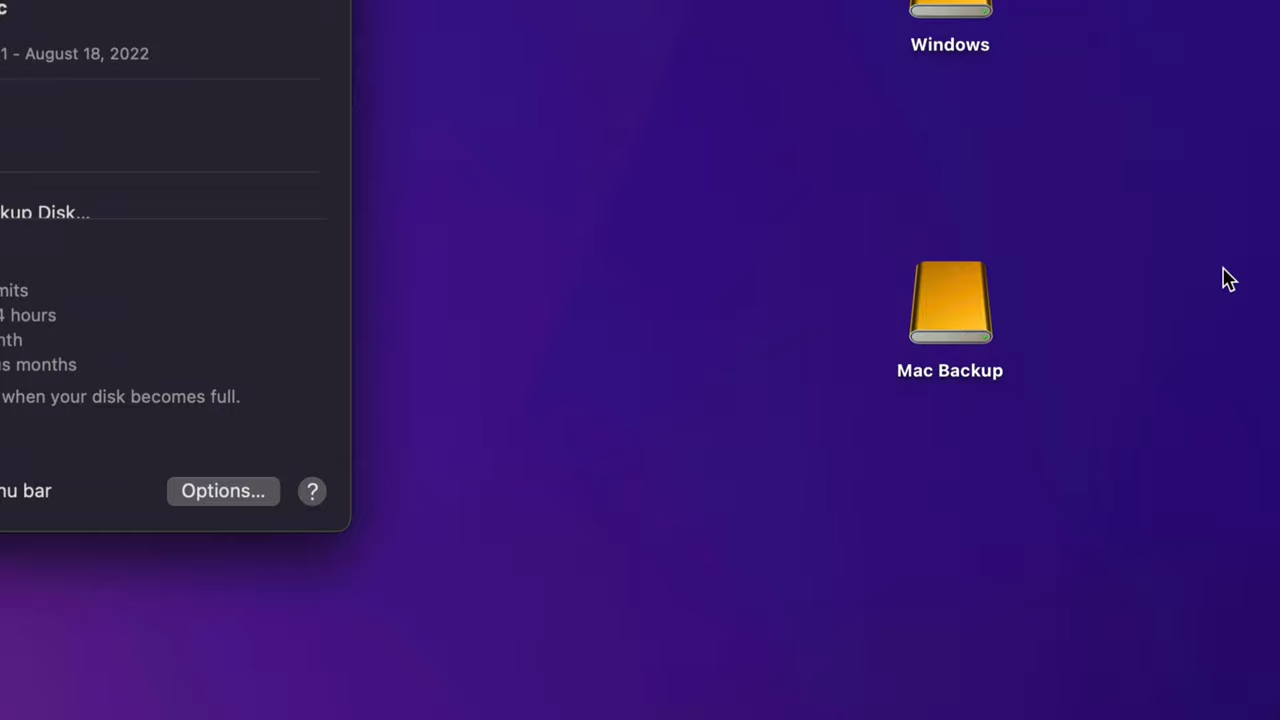 1 - August 18, 2022
kup Disk...
mits
4 hours
nth
us months
when your disk becomes full.
nu bar
Options...
?
Windows
Mac Backup